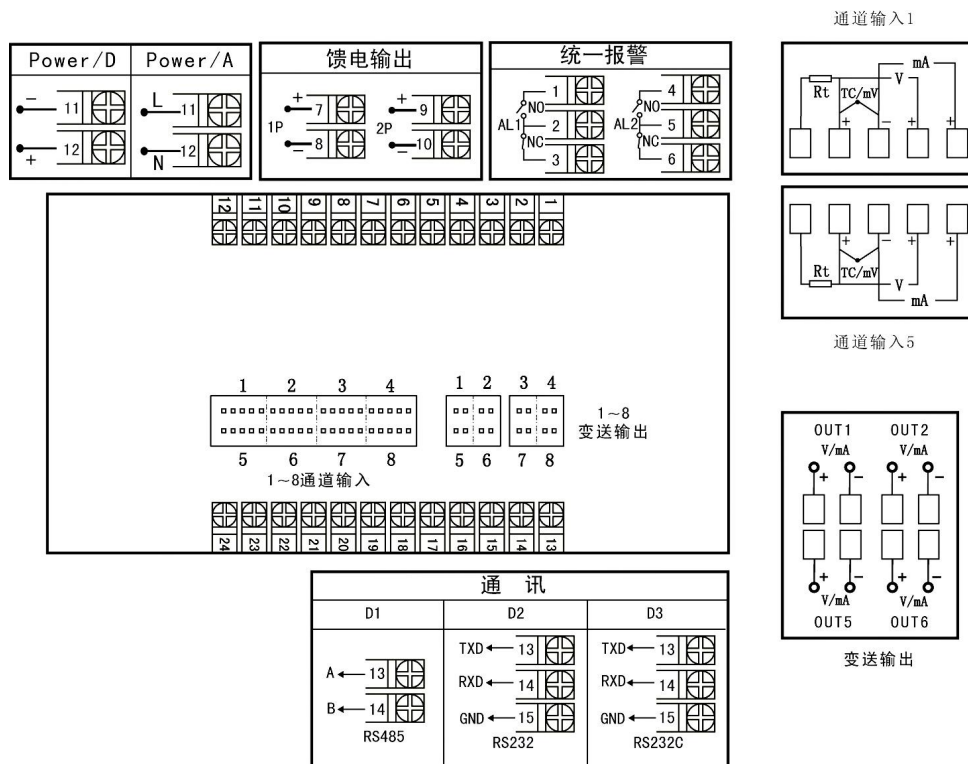 通道输入1
Power/D Power/A
馈电输出
统一报警
− 11
+ 12
L 11
N 12
1P + 7
− 8
2P + 9
− 10
AL1 NO NC 1 2 3
AL2 NO NC 4 5 6
mA
V
Rt TC/mV
+ − + +
12 11 10 9 8 7 6 5 4 3 2 1
+ − + +
Rt TC/mV
V
mA
通道输入5
1 2 3 4
1 2 3 4
1~8
变送输出
5 6 7 8
5 6 7 8
1~8通道输入
24 23 22 21 20 19 18 17 16 15 14 13
OUT1 OUT2
V/mA V/mA
+ − + −
+ − + −
V/mA V/mA
OUT5 OUT6
变送输出
通 讯
D1 D2 D3
A 13
B 14
RS485
TXD 13
RXD 14
GND 15
RS232
TXD 13
RXD 14
GND 15
RS232C